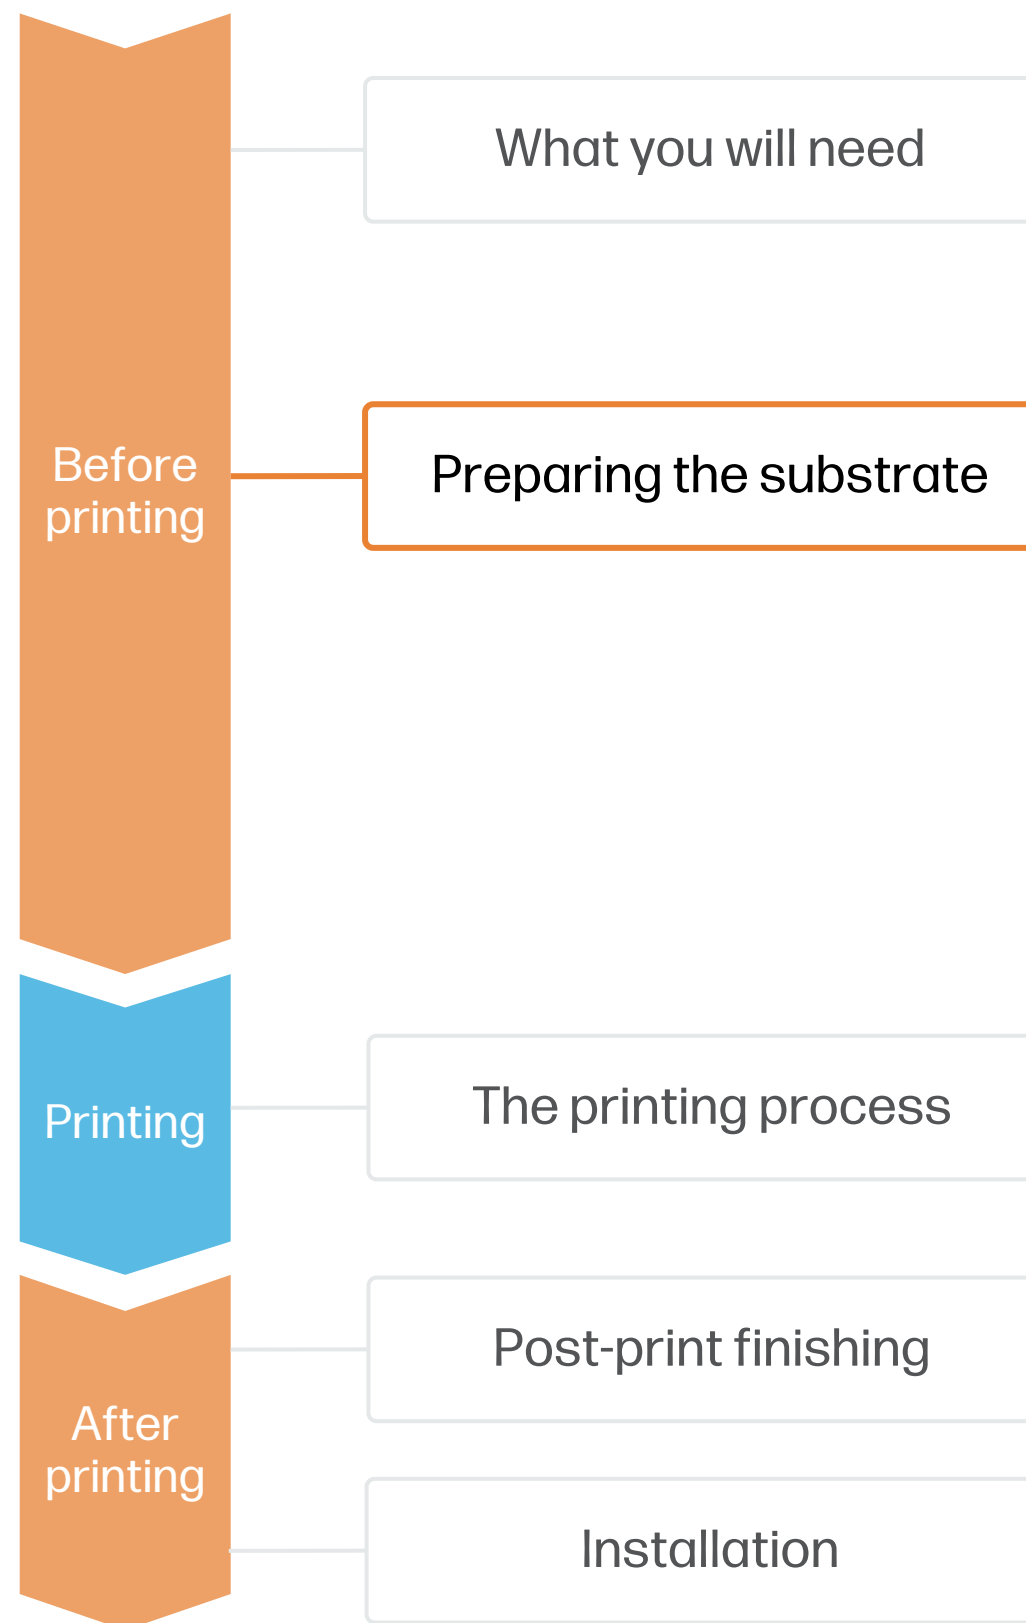 What you will need
Before
printing
Preparing the substrate
Printing
The printing process
After
printing
Post-print finishing
Installation